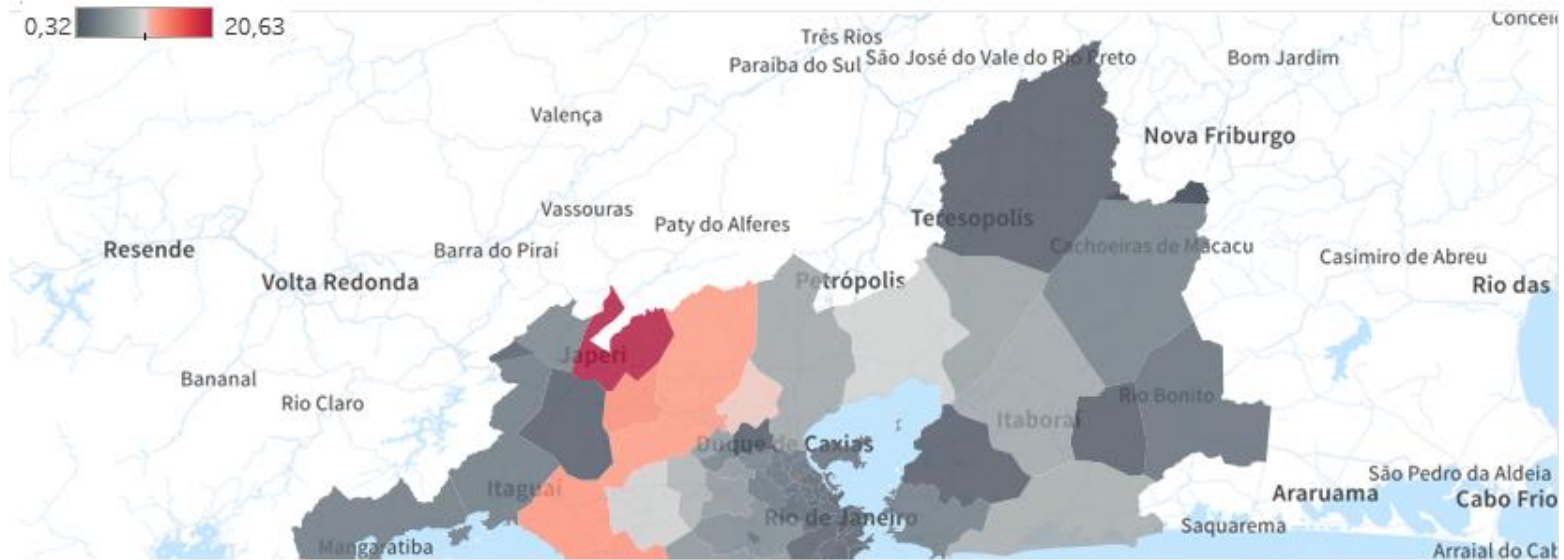 0,32 20,63
Três Rios
Paraíba do Sul
São José do Vale do Rio Preto
Bom Jardim
Valença
Nova Friburgo
Vassouras
Paty do Alferes
Teresopolis
Resende
Barra do Piraí
Cachoeiras de Macacu
Casimiro de Abreu
Volta Redonda
Petrópolis
Rio das
Japeri
Bananal
Rio Claro
Rio Bonito
Itaboraí
Duque de Caxias
São Pedro da Aldeia
Itaguaí
Araruama
Cabo Frio
Rio de Janeiro
Saquarema
Mangaratiba
Arraial do